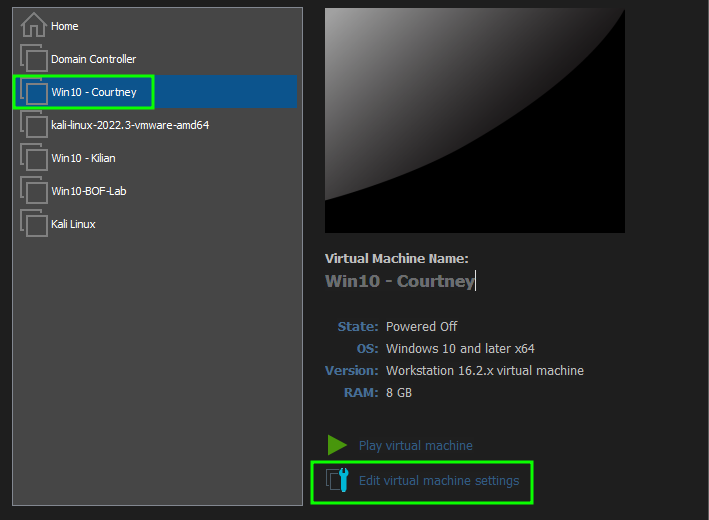 Home
Domain Controller
Win10 - Courtney
kali-linux-2022.3-vmware-amd64
Win10 - Kilian
Win10-BOF-Lab
Kali Linux
Virtual Machine Name:
Win10 - Courtney
State: Powered Off
OS: Windows 10 and later x64
Version: Workstation 16.2.x virtual machine
RAM: 8 GB
Play virtual machine
Edit virtual machine settings